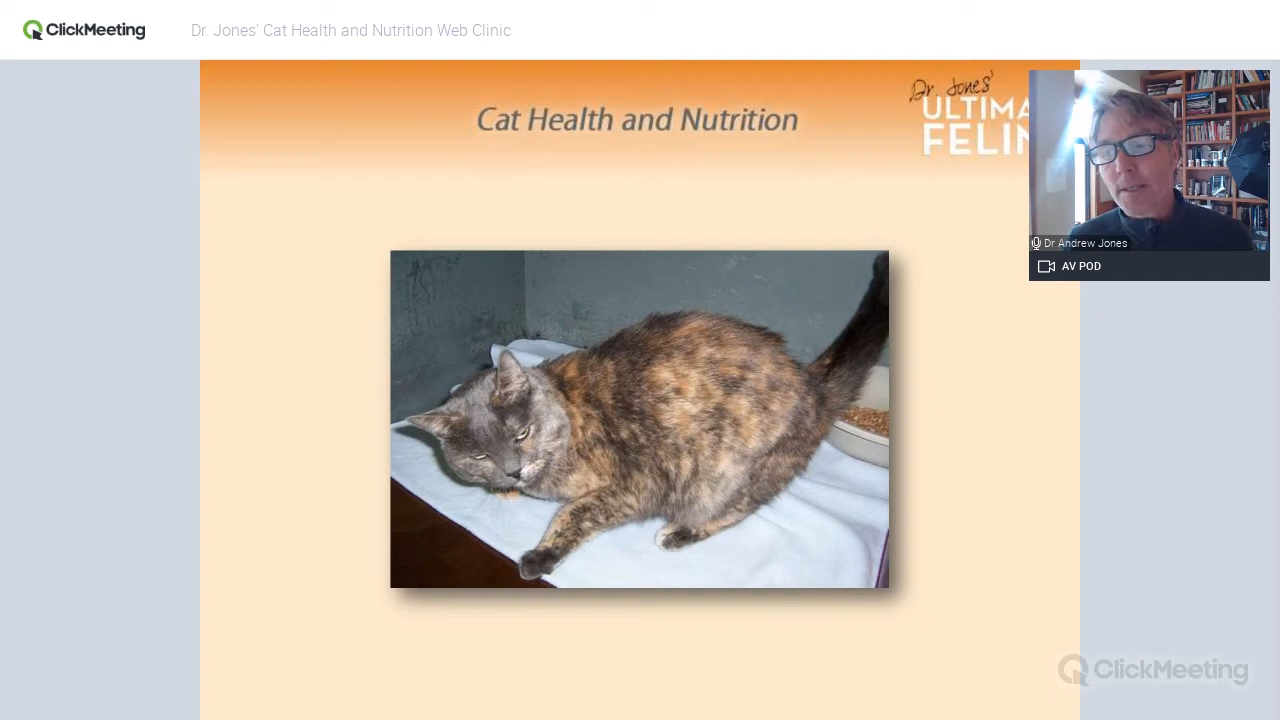 ClickMeeting
Dr. Jones' Cat Health and Nutrition Web Clinic
Dr. Jones'
ULTIMA
FELIN
Cat Health and Nutrition
Dr Andrew Jones
AV POD
ClickMeeting